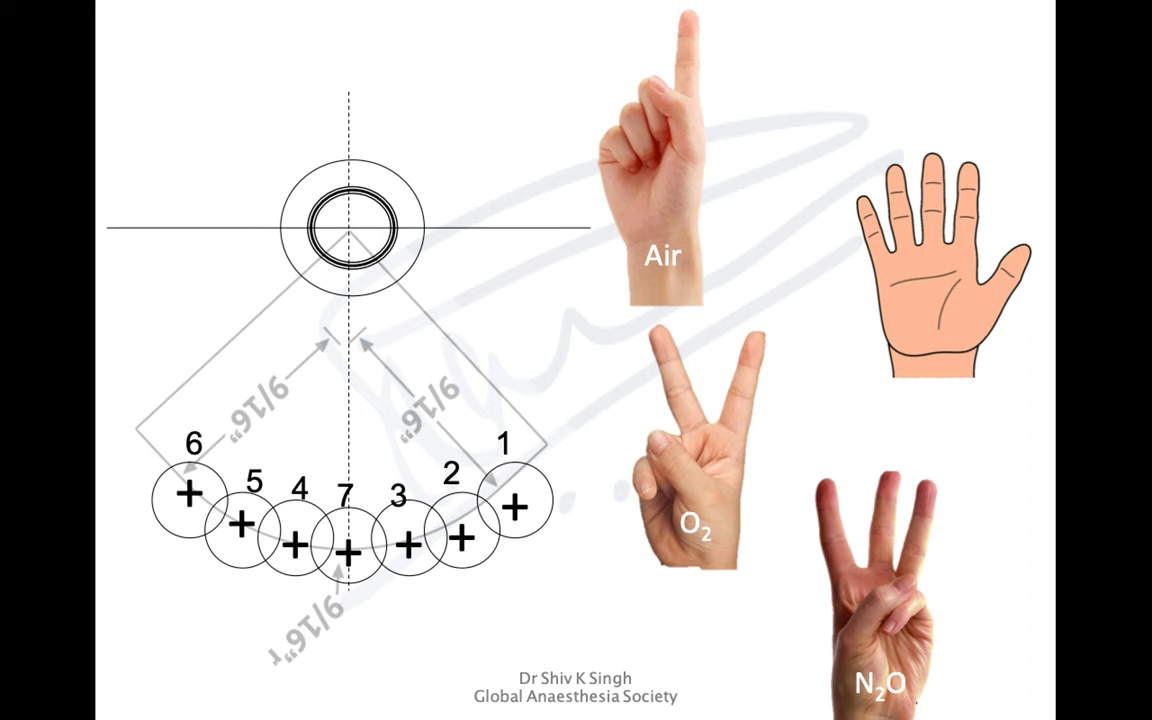 Air
9/16"
9/16"
6
5
4
7
3
2
1
O₂
9/16"
N₂O
Dr Shiv K Singh
Global Anaesthesia Society